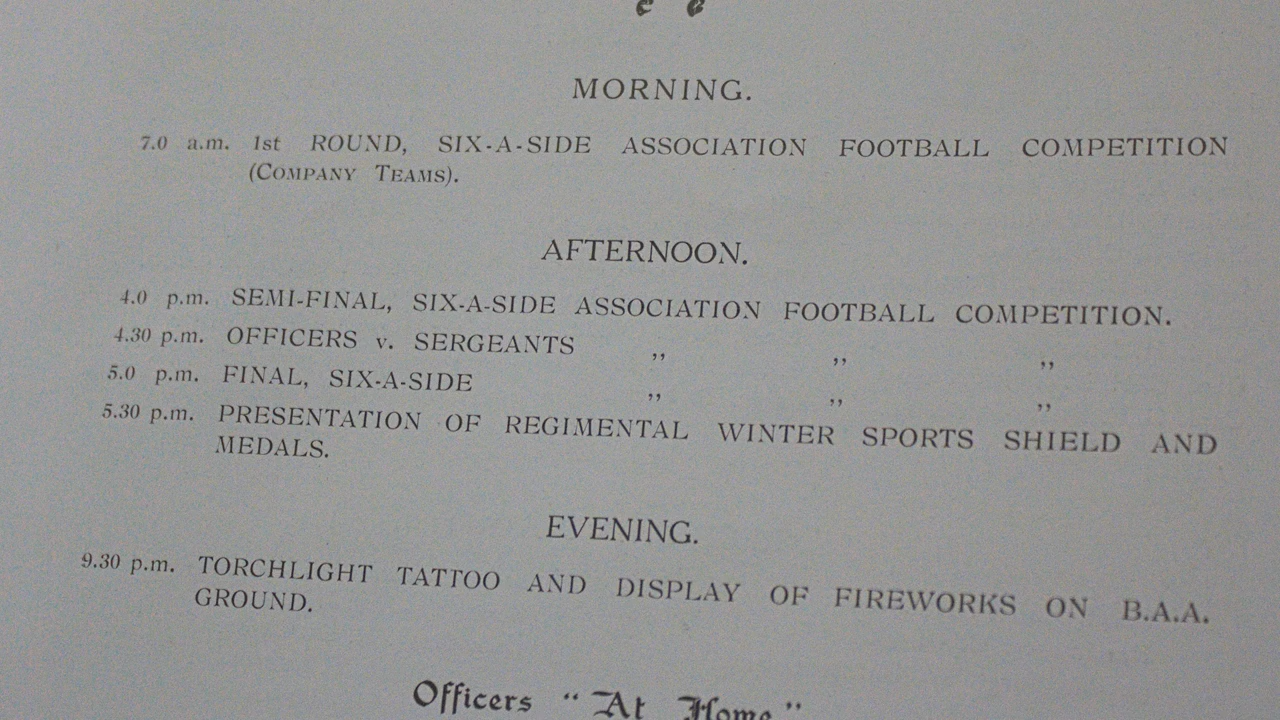 MORNING.
7.0 a.m. 1st ROUND, SIX-A-SIDE ASSOCIATION FOOTBALL COMPETITION
(COMPANY TEAMS).
AFTERNOON.
4.0 p.m. SEMI-FINAL, SIX-A-SIDE ASSOCIATION FOOTBALL COMPETITION.
4.30 p.m. OFFICERS v. SERGEANTS ,, ,, ,,
5.0 p.m. FINAL, SIX-A-SIDE ,, ,, ,,
5.30 p.m. PRESENTATION OF REGIMENTAL WINTER SPORTS SHIELD AND
MEDALS.
EVENING.
9.30 p.m. TORCHLIGHT TATTOO AND DISPLAY OF FIREWORKS ON B.A.A.
GROUND.
Officers "At Home"